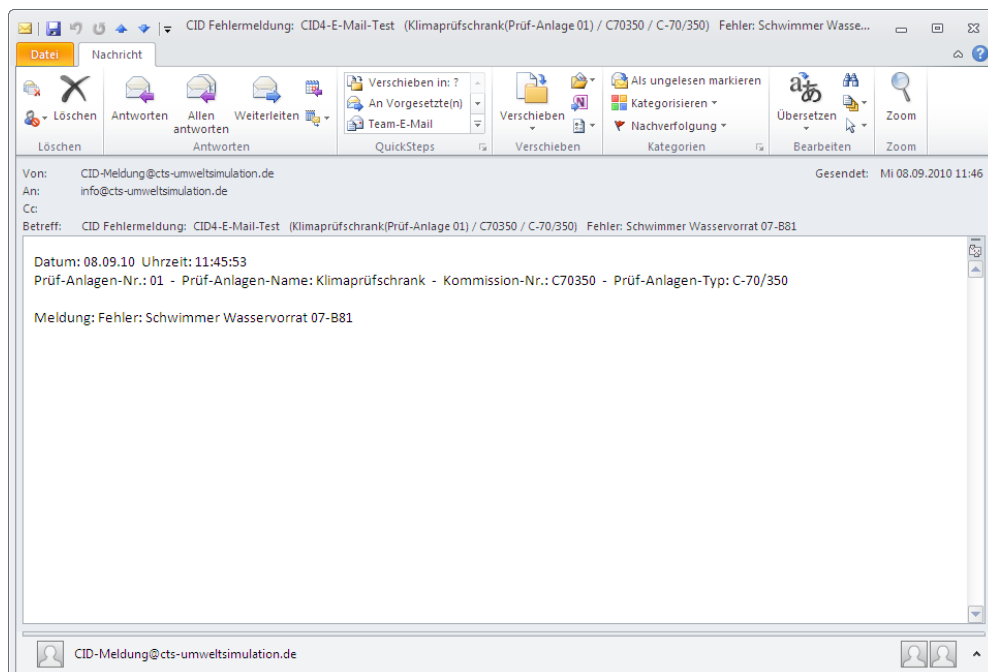 CID Fehlermeldung: CID4-E-Mail-Test (Klimaprüfschrank(Prüf-Anlage 01) / C70350 / C-70/350) Fehler: Schwimmer Wasse...
Datei Nachricht
Löschen
Antworten
Allen antworten
Weiterleiten
Verschieben in: ?
An Vorgesetzte(n)
Team-E-Mail
Verschieben
Als ungelesen markieren
Kategorisieren
Nachverfolgung
Übersetzen
Zoom
Löschen Antworten QuickSteps Verschieben Kategorien Bearbeiten Zoom
Von: CID-Meldung@cts-umweltsimulation.de Gesendet: Mi 08.09.2010 11:46
An: info@cts-umweltsimulation.de
Cc:
Betreff: CID Fehlermeldung: CID4-E-Mail-Test (Klimaprüfschrank(Prüf-Anlage 01) / C70350 / C-70/350) Fehler: Schwimmer Wasservorrat 07-B81
Datum: 08.09.10 Uhrzeit: 11:45:53
Prüf-Anlagen-Nr.: 01 - Prüf-Anlagen-Name: Klimaprüfschrank - Kommission-Nr.: C70350 - Prüf-Anlagen-Typ: C-70/350
Meldung: Fehler: Schwimmer Wasservorrat 07-B81
CID-Meldung@cts-umweltsimulation.de